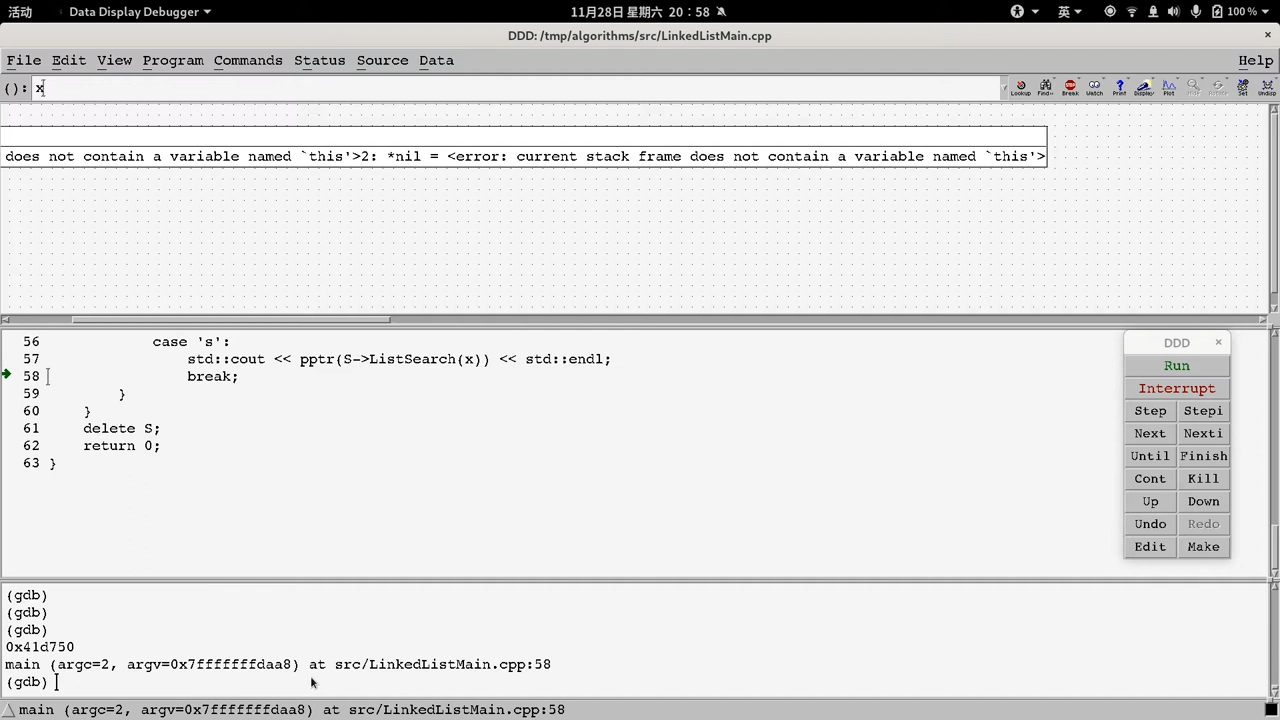 活动 Data Display Debugger 11月28日 星期六 20：58 英 100 %
DDD: /tmp/algorithms/src/LinkedListMain.cpp ×
File Edit View Program Commands Status Source Data Help
(): x Lookup Find» Break Watch Print Display Plot Hide Rotate Set Undisp
does not contain a variable named `this'>2: *nil = <error: current stack frame does not contain a variable named `this'>
56 case 's':
57 std::cout << pptr(S->ListSearch(x)) << std::endl;
58 break;
59 }
60 }
61 delete S;
62 return 0;
63 }
DDD ×
Run
Interrupt
Step Stepi
Next Nexti
Until Finish
Cont Kill
Up Down
Undo Redo
Edit Make
(gdb)
(gdb)
(gdb)
0x41d750
main (argc=2, argv=0x7fffffffdaa8) at src/LinkedListMain.cpp:58
(gdb)
main (argc=2, argv=0x7fffffffdaa8) at src/LinkedListMain.cpp:58